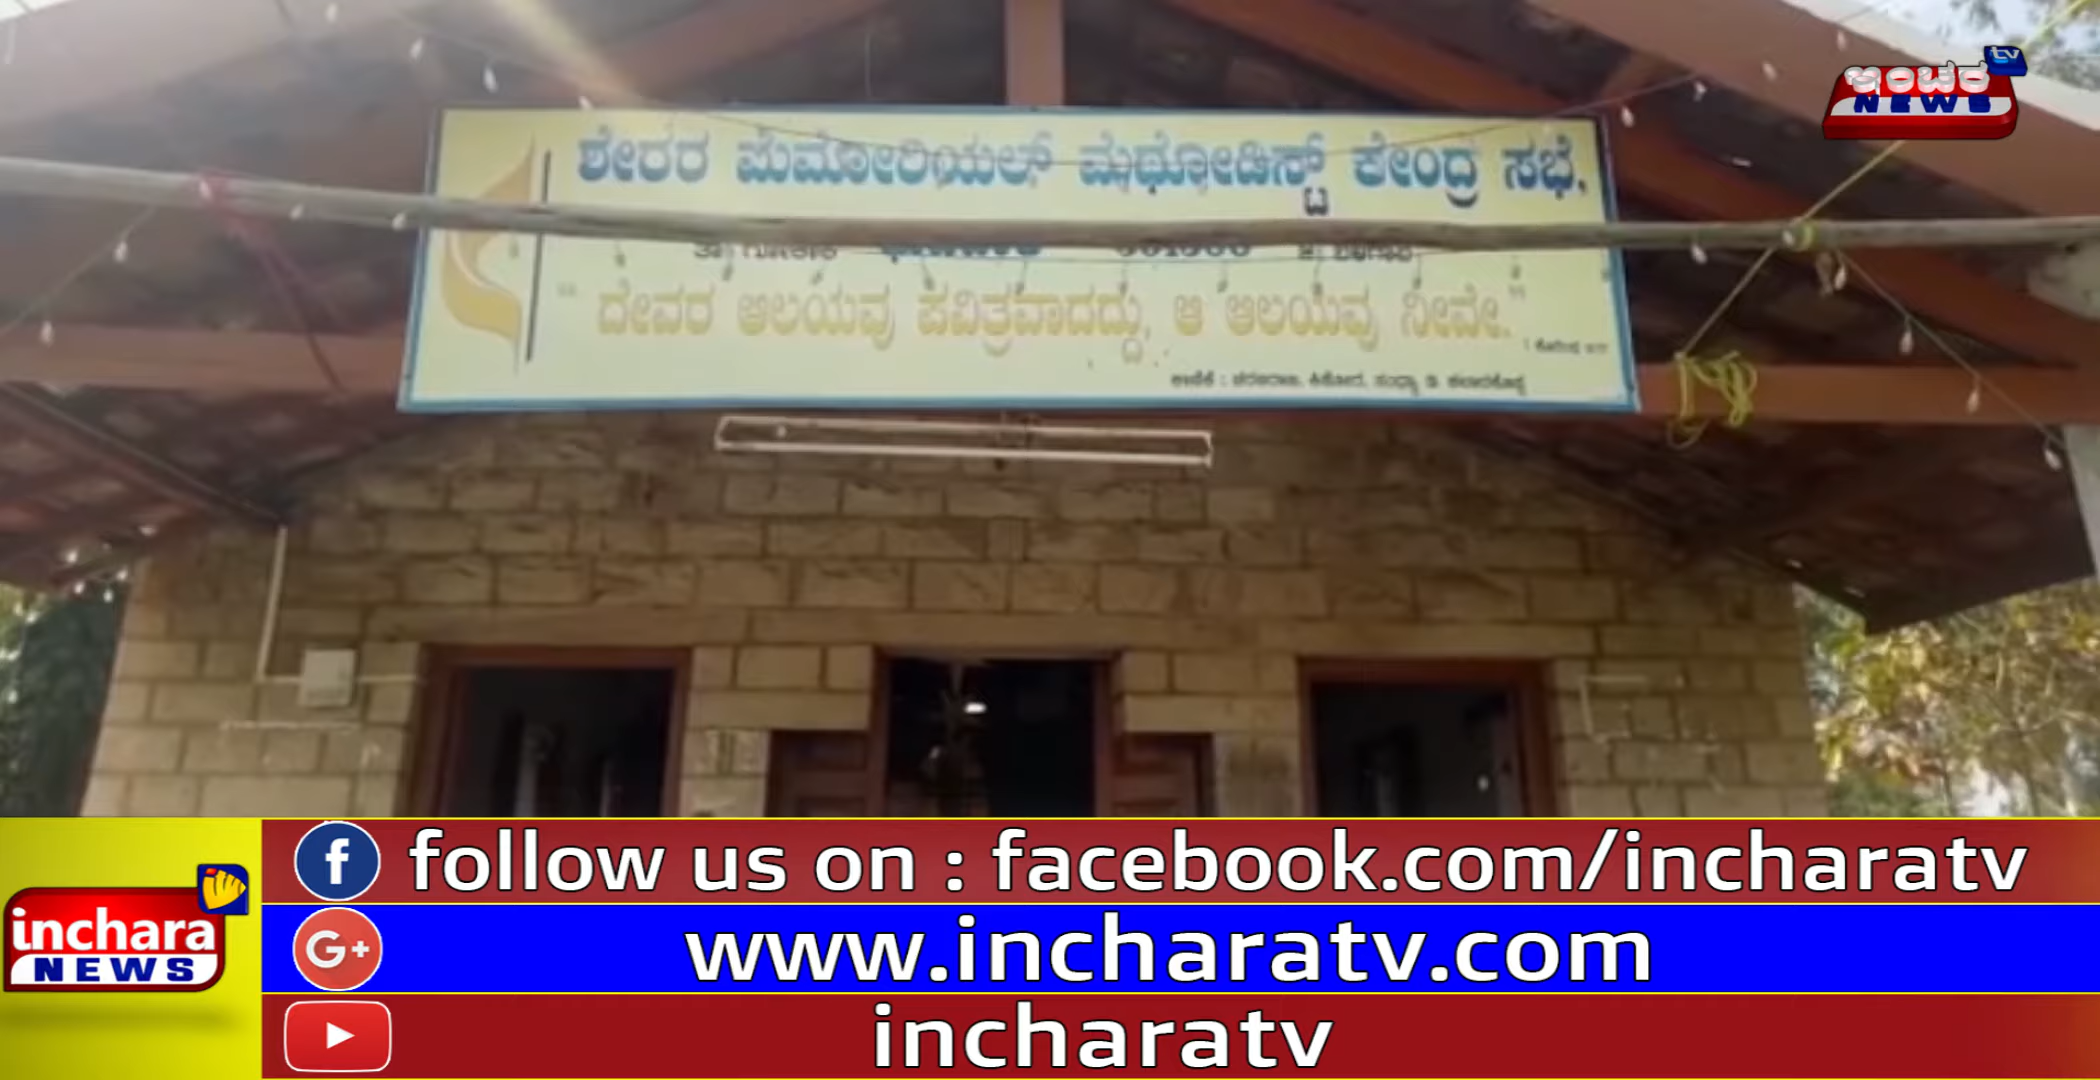 ಇಂಚರ tv
NEWS
ಶೇರರ ಮೆಮೋರಿಯಲ್ ಮೆಥೋಡಿಸ್ಟ್ ಕೇಂದ್ರ ಸಭೆ,
" ದೇವರ ಆಲಯವು ಪವಿತ್ರವಾದದ್ದು, ಆ ಆಲಯವು ನೀವೇ. "
ಕಾಣಿಕೆ :
follow us on : facebook.com/incharatv
inchara
NEWS
www.incharatv.com
incharatv